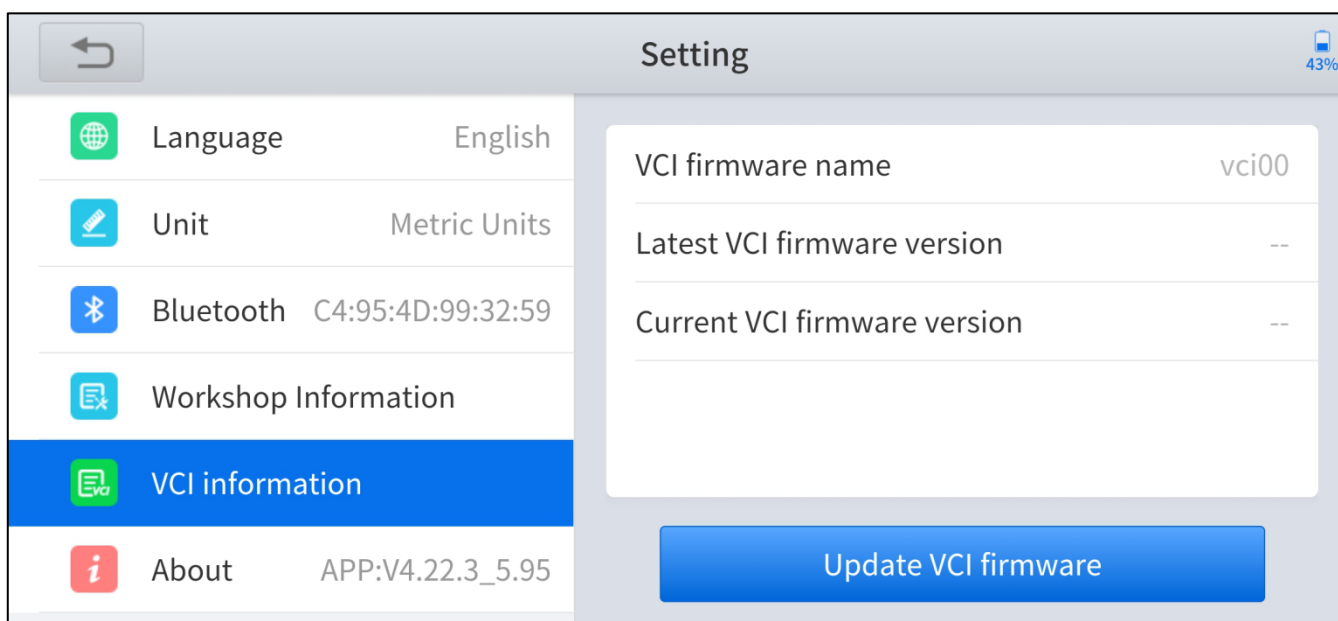 Setting
43%
Language English
Unit Metric Units
Bluetooth C4:95:4D:99:32:59
Workshop Information
VCI information
About APP:V4.22.3_5.95
VCI firmware name vci00
Latest VCI firmware version --
Current VCI firmware version --
Update VCI firmware